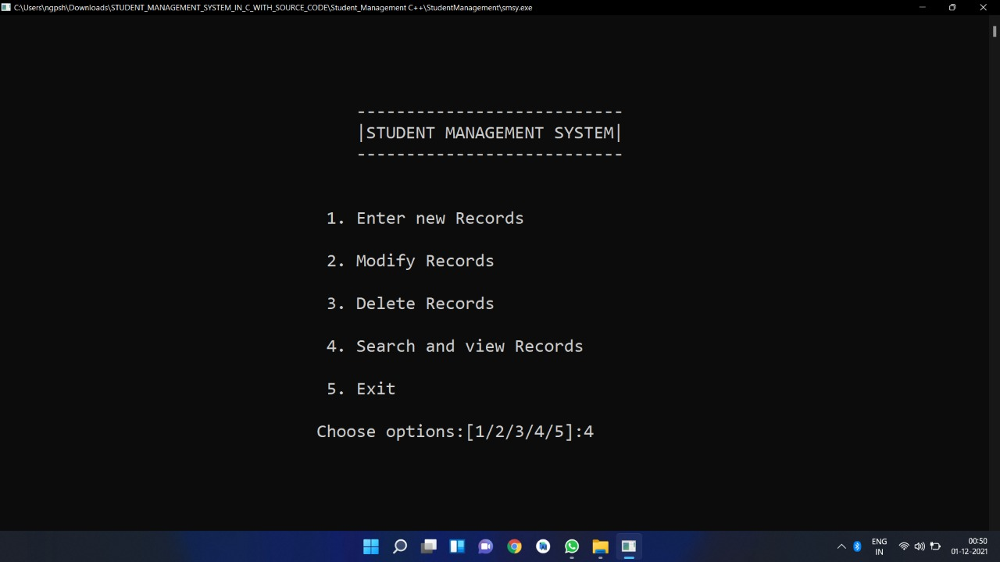 C:\Users\ngpsh\Downloads\STUDENT_MANAGEMENT_SYSTEM_IN_C_WITH_SOURCE_CODE\Student_Management C++\StudentManagement\smsy.exe
---------------------------
|STUDENT MANAGEMENT SYSTEM|
---------------------------
1. Enter new Records
2. Modify Records
3. Delete Records
4. Search and view Records
5. Exit
Choose options:[1/2/3/4/5]:4
ENG
IN
00:50
01-12-2021